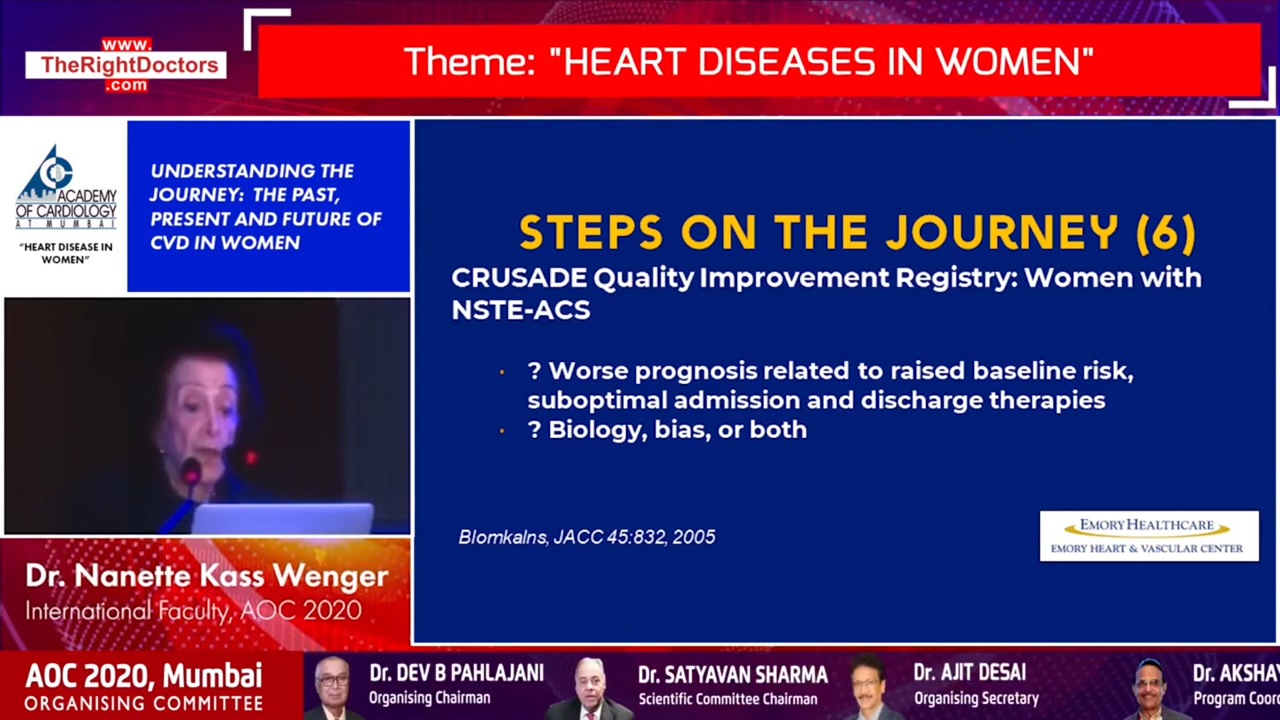 www.
TheRightDoctors
.com
Theme: "HEART DISEASES IN WOMEN"
ACADEMY
OF CARDIOLOGY
AT MUMBAI
"HEART DISEASE IN
WOMEN"
UNDERSTANDING THE
JOURNEY: THE PAST,
PRESENT AND FUTURE OF
CVD IN WOMEN
STEPS ON THE JOURNEY (6)
CRUSADE Quality Improvement Registry: Women with
NSTE-ACS
· ? Worse prognosis related to raised baseline risk,
suboptimal admission and discharge therapies
· ? Biology, bias, or both
Blomkalns, JACC 45:832, 2005
EMORY HEALTHCARE
EMORY HEART & VASCULAR CENTER
Dr. Nanette Kass Wenger
International Faculty, AOC 2020
AOC 2020, Mumbai
ORGANISING COMMITTEE
Dr. DEV B PAHLAJANI
Organising Chairman
Dr. SATYAVAN SHARMA
Scientific Committee Chairman
Dr. AJIT DESAI
Organising Secretary
Dr. AKSHA
Program Coor